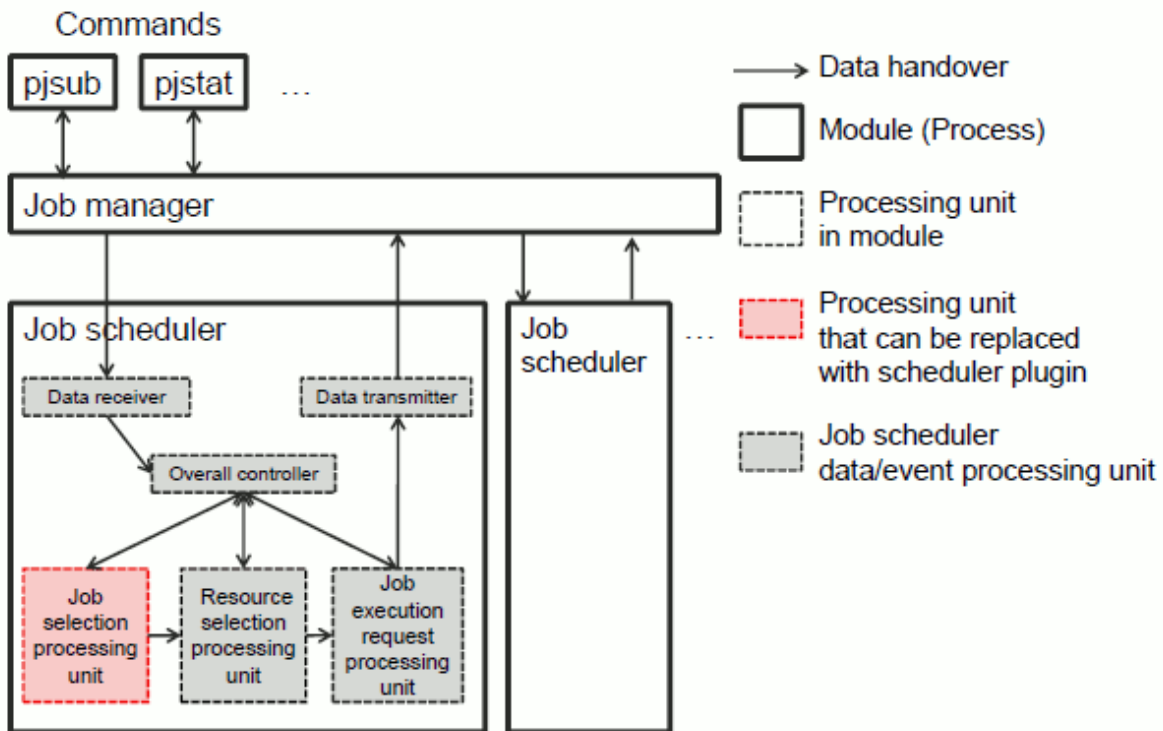 Commands
pjsub
pjstat
...
Job manager
Job scheduler
Data receiver
Data transmitter
Overall controller
Job
selection
processing
unit
Resource
selection
processing
unit
Job
execution
request
processing
unit
Job
scheduler
...
Data handover
Module (Process)
Processing unit
in module
Processing unit
that can be replaced
with scheduler plugin
Job scheduler
data/event processing unit